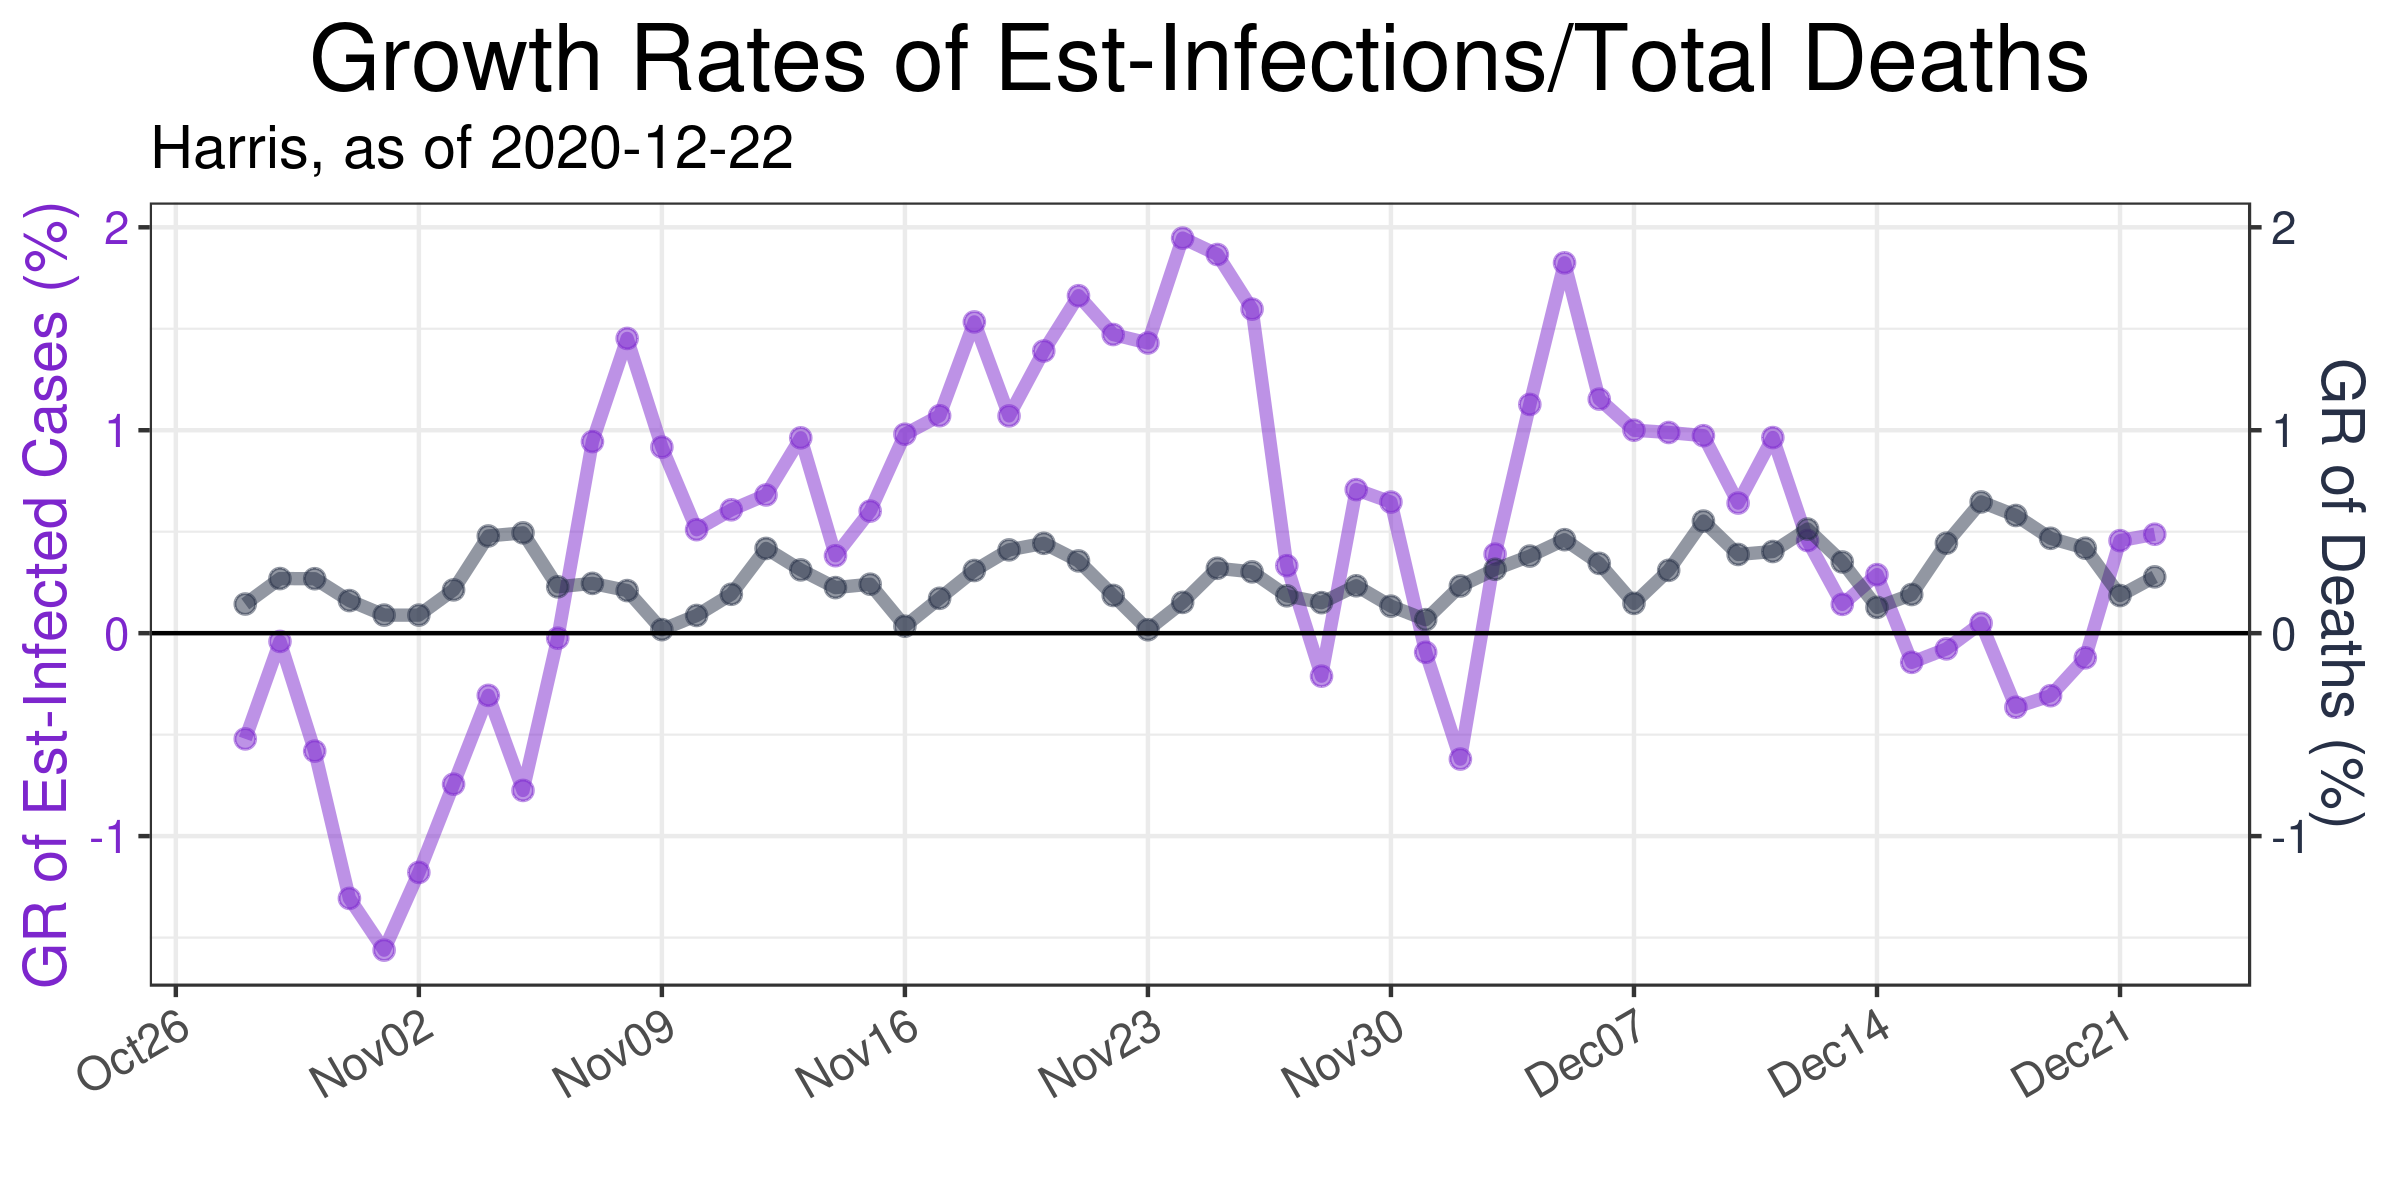 Growth Rates of Est-Infections/Total Deaths
Harris, as of 2020-12-22
GR of Est-Infected Cases (%)
2
1
0
-1
2
1
0
-1
GR of Deaths (%)
Oct26
Nov02
Nov09
Nov16
Nov23
Nov30
Dec07
Dec14
Dec21